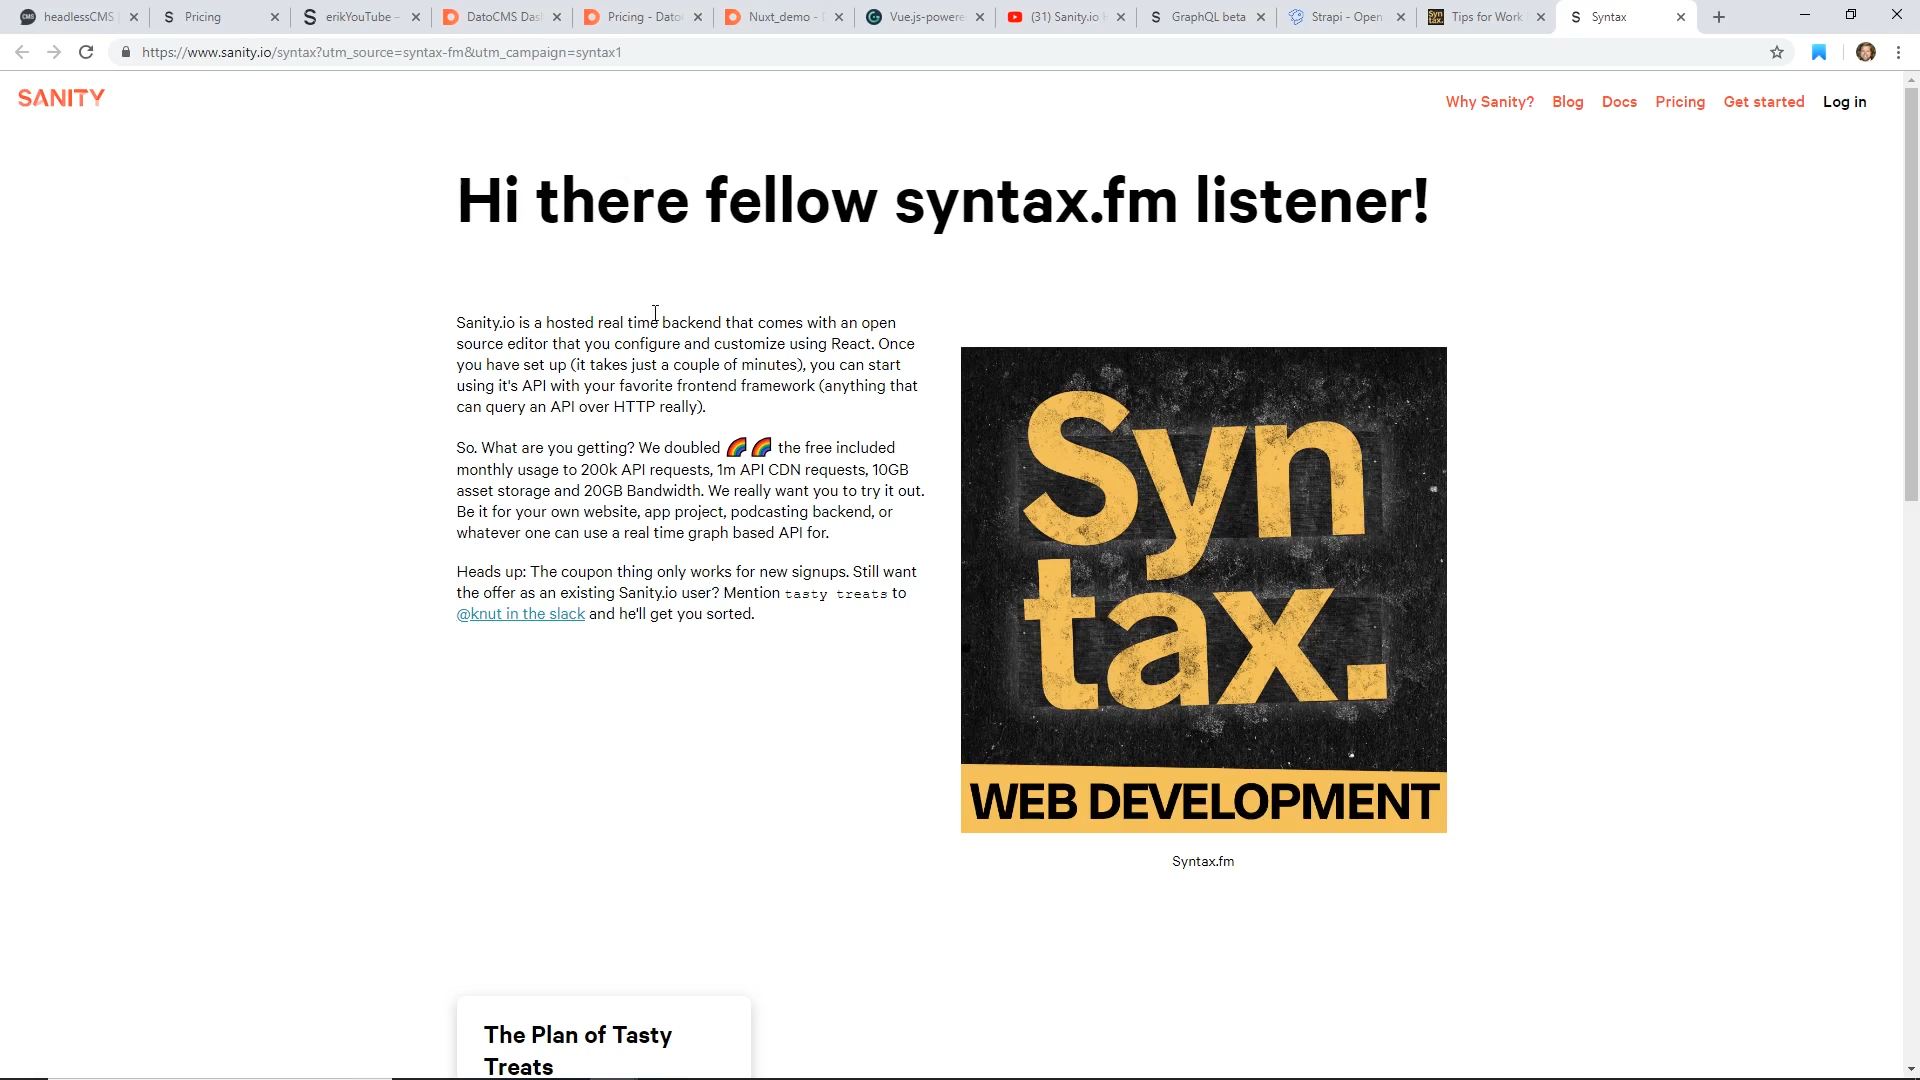 headlessCMS
Pricing
erikYouTube -
DatoCMS Das
Pricing - Dato
Nuxt_demo -
Vue.js-powere
(31) Sanity.io
GraphQL beta
Strapi - Open
Tips for Work
Syntax
https://www.sanity.io/syntax?utm_source=syntax-fm&utm_campaign=syntax1
SANITY
Why Sanity?
Blog
Docs
Pricing
Get started
Log in
Hi there fellow syntax.fm listener!
Sanity.io is a hosted real time backend that comes with an open
source editor that you configure and customize using React. Once
you have set up (it takes just a couple of minutes), you can start
using it's API with your favorite frontend framework (anything that
can query an API over HTTP really).
So. What are you getting? We doubled 🌈🌈 the free included
monthly usage to 200k API requests, 1m API CDN requests, 10GB
asset storage and 20GB Bandwidth. We really want you to try it out.
Be it for your own website, app project, podcasting backend, or
whatever one can use a real time graph based API for.
Heads up: The coupon thing only works for new signups. Still want
the offer as an existing Sanity.io user? Mention tasty treats to
@knut in the slack and he'll get you sorted.
Syn
tax.
WEB DEVELOPMENT
Syntax.fm
The Plan of Tasty
Treats